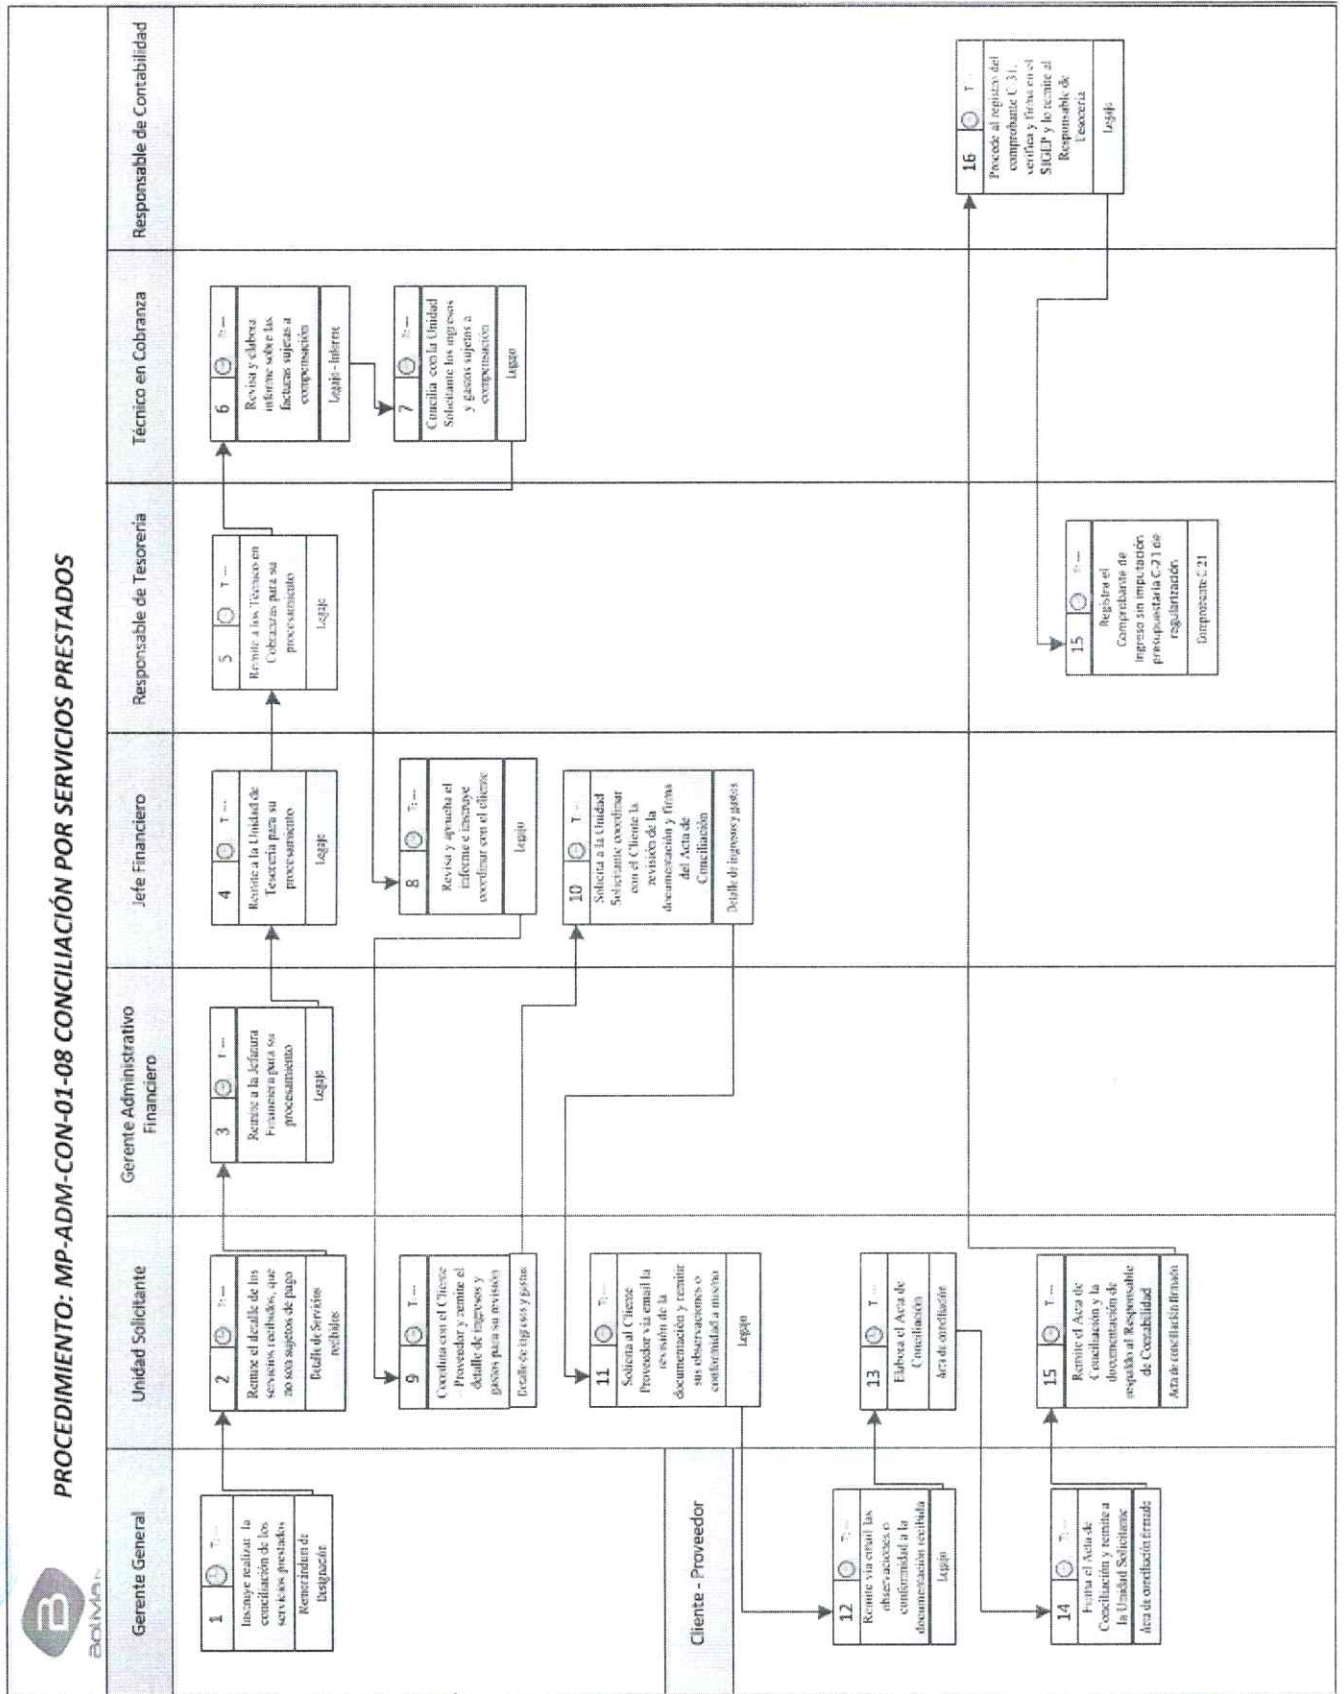 PROCEDIMIENTO: MP-ADM-CON-01-08 CONCILIACIÓN POR SERVICIOS PRESTADOS
B
BOLIVIA
Gerente General
Unidad Solicitante
Gerente Administrativo
Financiero
Jefe Financiero
Responsable de Tesorería
Técnico en Cobranza
Responsable de Contabilidad
1
Instruye realizar la
conciliación de los
servicios prestados
Memorándum de
Designación
2
Remite el detalle de los
servicios recibidos, que
no son sujetos de pago
Detalle de Servicios
recibidos
3
Remite a la Jefatura
Financiera para su
procesamiento
Legajo
4
Remite a la Unidad de
Tesorería para su
procesamiento
Legajo
5
Remite a los Técnico en
Cobranzas para su
procesamiento
Legajo
6
Revisa y elabora
informe sobre las
facturas sujetas a
compensación
Legajo - Informe
7
Concilia con la Unidad
Solicitante los ingresos
y gastos sujetos a
compensación
Legajo
8
Revisa y aprueba el
informe e instruye
coordinar con el cliente
Legajo
9
Coordina con el Cliente
– Proveedor y remite el
detalle de ingresos y
gastos para su revisión
Detalle de ingresos y gastos
10
Solicita a la Unidad
Solicitante coordinar
con el Cliente la
revisión de la
documentación y firma
del Acta de
Conciliación
Detalle de ingresos y gastos
11
Solicita al Cliente
Proveedor via email la
revisión de la
documentación y remitir
sus observaciones o
conformidad a misma
Legajo
Cliente - Proveedor
12
Remite via email las
observaciones o
conformidad a la
documentación recibida
Legajo
13
Elabora el Acta de
Conciliación
Acta de conciliación
14
Firma el Acta de
Conciliación y remite a
la Unidad Solicitante
Acta de conciliación firmada
15
Remite el Acta de
Conciliación y la
documentación de
respaldo al Responsable
de Contabilidad
Acta de conciliación firmada
16
Procede al registro del
comprobante C-31,
verifica y firma en el
SIGEP y lo remite al
Responsable de
Tesorería
Legajo
15
Registra el
Comprobante de
Ingreso sin imputación
presupuestaria C-21 de
regularización
Comprobante C-21